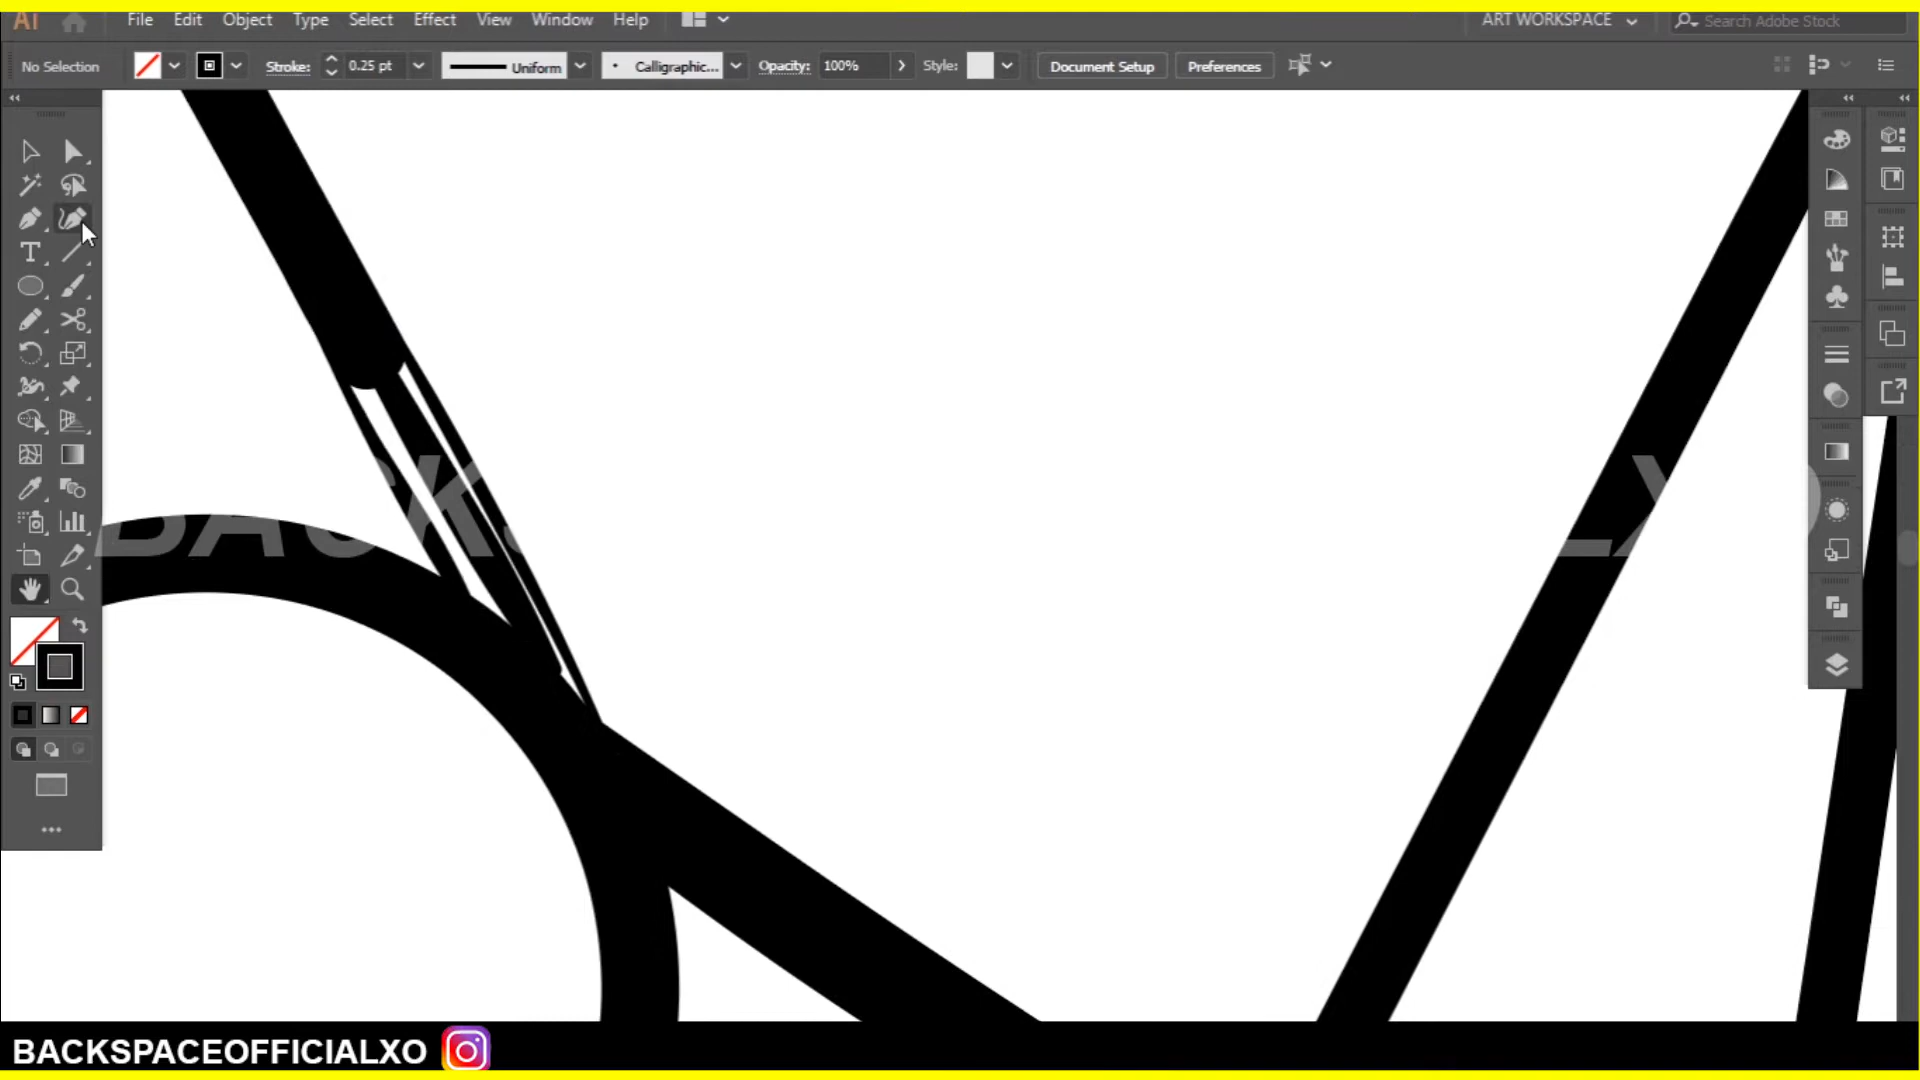 Ai File Edit Object Type Select Effect View Window Help ART WORKSPACE Search Adobe Stock
No Selection Stroke: 0.25 pt Uniform Calligraphic... Opacity: 100% Style: Document Setup Preferences
BACKSPACEOFFICIALXO